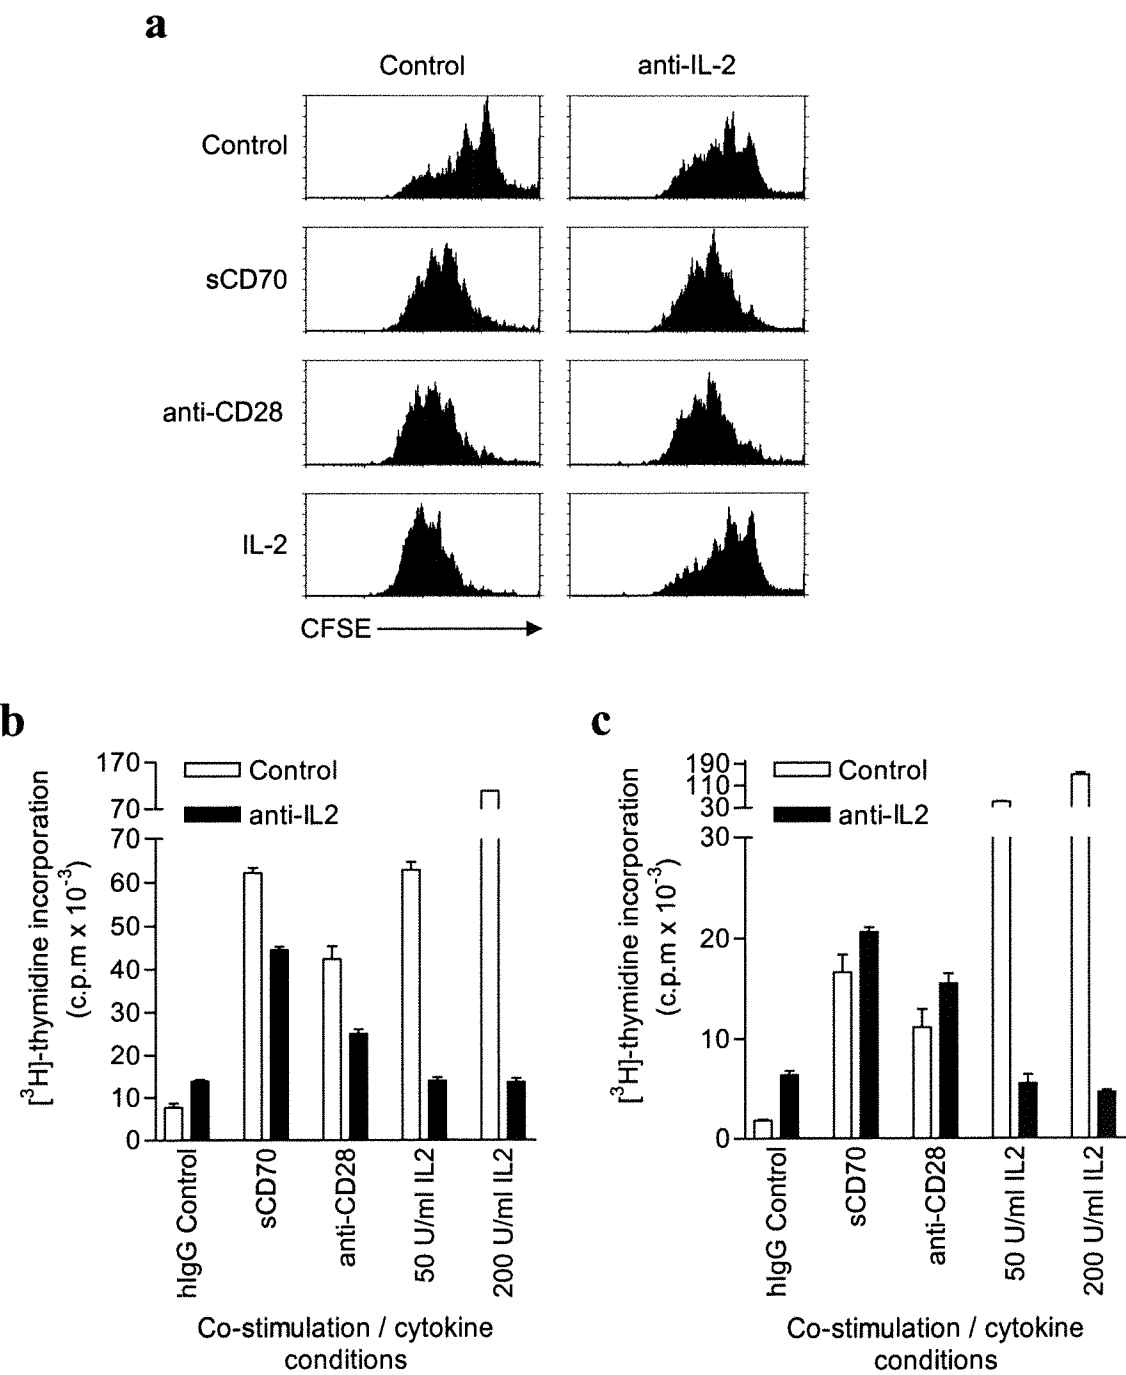 a
Control
anti-IL-2
Control
sCD70
anti-CD28
IL-2
CFSE
b
[³H]-thymidine incorporation
(c.p.m x 10⁻³)
170
70
70
60
50
40
30
20
10
0
Control
anti-IL2
hIgG Control
sCD70
anti-CD28
50 U/ml IL2
200 U/ml IL2
Co-stimulation / cytokine
conditions
c
[³H]-thymidine incorporation
(c.p.m x 10⁻³)
190
110
30
30
20
10
0
Control
anti-IL2
hIgG Control
sCD70
anti-CD28
50 U/ml IL2
200 U/ml IL2
Co-stimulation / cytokine
conditions